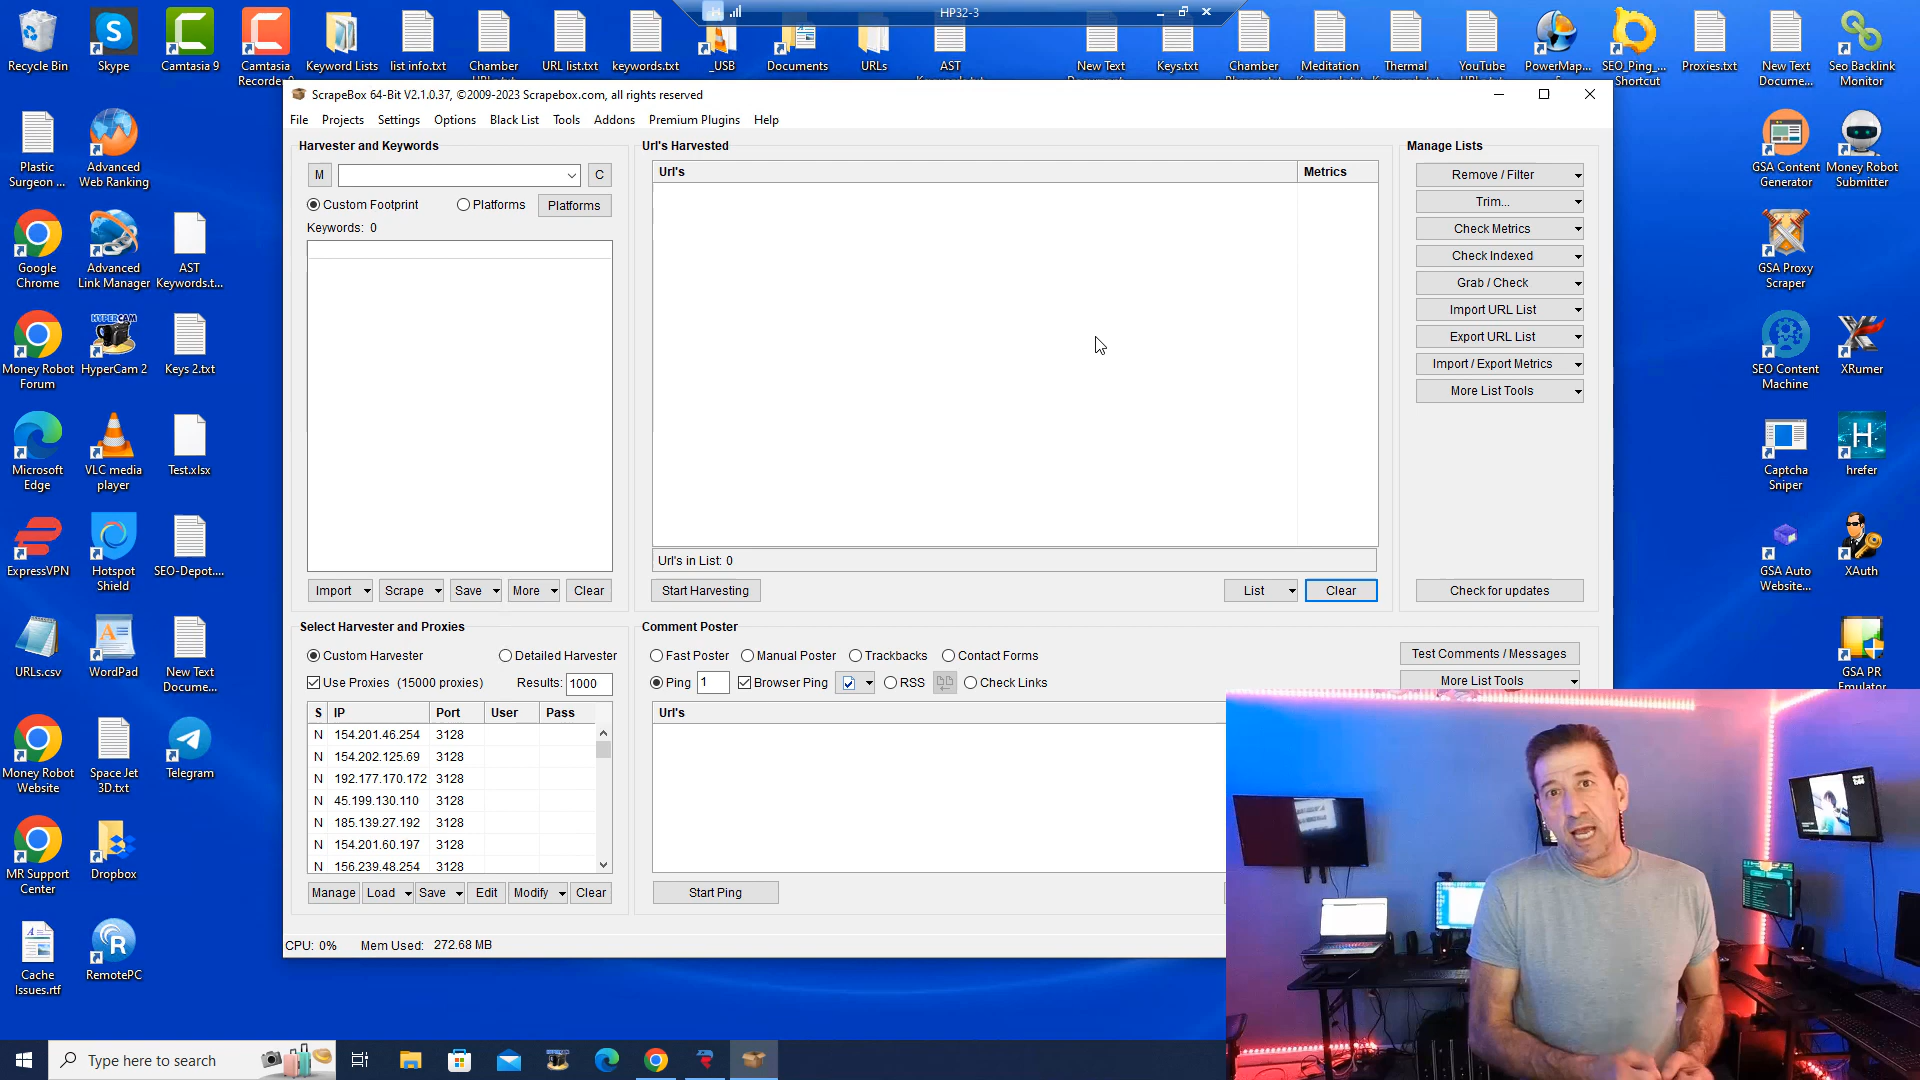 HP32-3
Recycle Bin
Skype
Camtasia 9
Camtasia
Recorde... 9
Keyword Lists
list info.txt
Chamber
URL list.txt
keywords.txt
_USB
Documents
URLs
AST
New Text
Keys.txt
Chamber
Meditation
Thermal
YouTube
PowerMap...
SEO_Ping_...
Shortcut
Proxies.txt
New Text
Docume...
Seo Backlink
Monitor
Plastic
Surgeon ...
Advanced
Web Ranking
Google
Chrome
Advanced
Link Manager
AST
Keywords.t...
Money Robot
Forum
HYPERCAM
HyperCam 2
Keys 2.txt
Microsoft
Edge
VLC media
player
Test.xlsx
ExpressVPN
Hotspot
Shield
SEO-Depot....
URLs.csv
WordPad
New Text
Docume...
Money Robot
Website
Space Jet
3D.txt
Telegram
MR Support
Center
Dropbox
Cache
Issues.rtf
RemotePC
ScrapeBox 64-Bit V2.1.0.37, ©2009-2023 Scrapebox.com, all rights reserved
File Projects Settings Options Black List Tools Addons Premium Plugins Help
Harvester and Keywords
M
C
Custom Footprint
Platforms
Platforms
Keywords: 0
Import
Scrape
Save
More
Clear
Url's Harvested
Url's
Metrics
Url's in List: 0
Start Harvesting
List
Clear
Manage Lists
Remove / Filter
Trim...
Check Metrics
Check Indexed
Grab / Check
Import URL List
Export URL List
Import / Export Metrics
More List Tools
Check for updates
Select Harvester and Proxies
Custom Harvester
Detailed Harvester
Use Proxies (15000 proxies)
Results: 1000
S IP Port User Pass
N 154.201.46.254 3128
N 154.202.125.69 3128
N 192.177.170.172 3128
N 45.199.130.110 3128
N 185.139.27.192 3128
N 154.201.60.197 3128
N 156.239.48.254 3128
Manage
Load
Save
Edit
Modify
Clear
Comment Poster
Fast Poster
Manual Poster
Trackbacks
Contact Forms
Ping 1
Browser Ping
RSS
Check Links
Test Comments / Messages
More List Tools
Url's
Start Ping
CPU: 0% Mem Used: 272.68 MB
GSA Content
Generator
Money Robot
Submitter
GSA Proxy
Scraper
SEO Content
Machine
XRumer
Captcha
Sniper
H
hrefer
GSA Auto
Website...
XAuth
GSA PR
Emulator
Type here to search